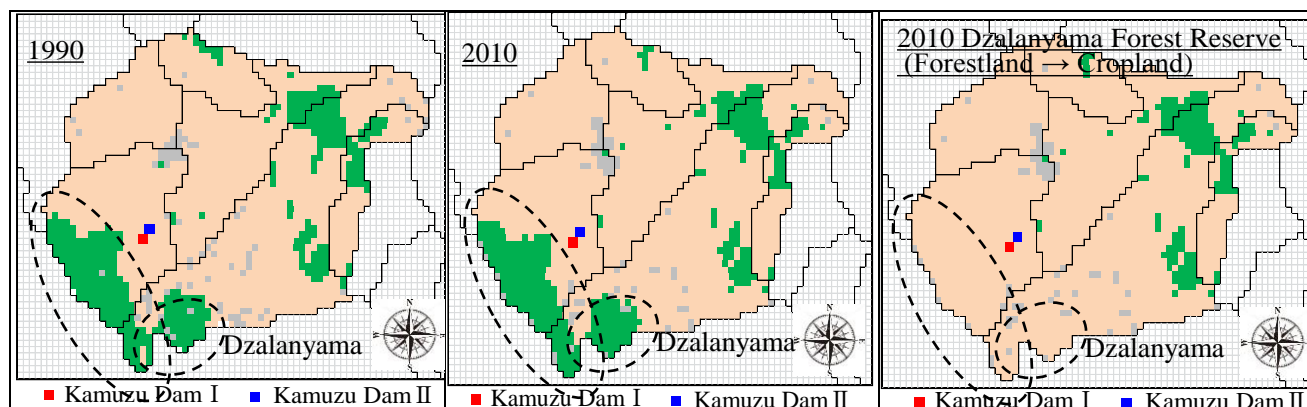 1990
Dzalanyama
Kamuzu Dam Ⅰ Kamuzu Dam Ⅱ
2010
Dzalanyama
Kamuzu Dam Ⅰ Kamuzu Dam Ⅱ
2010 Dzalanyama Forest Reserve
(Forestland → Cropland)
Dzalanyama
Kamuzu Dam Ⅰ Kamuzu Dam Ⅱ